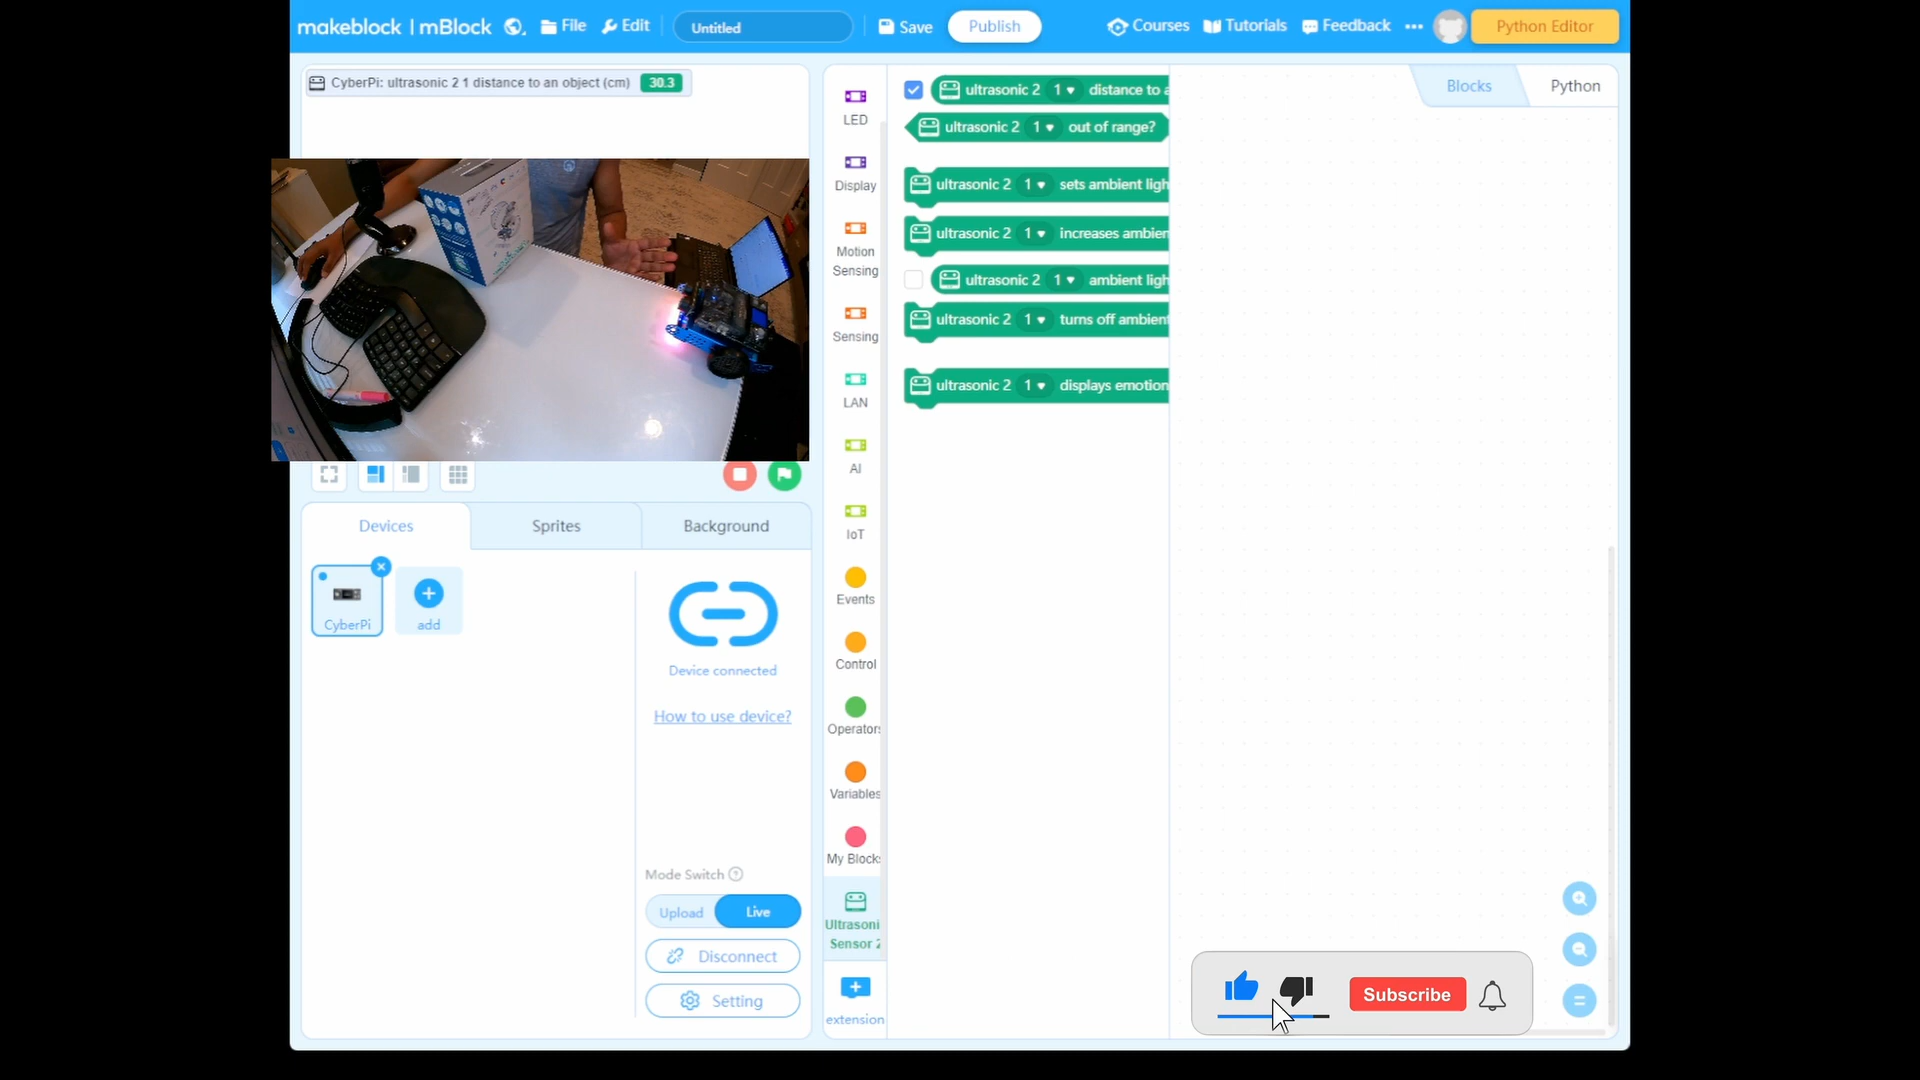 makeblock | mBlock File Edit Untitled Save Publish Courses Tutorials Feedback Python Editor
CyberPi: ultrasonic 2 1 distance to an object (cm) 30.3
Devices Sprites Background
CyberPi
add
Device connected
How to use device?
Mode Switch
Upload Live
Disconnect
Setting
LED
Display
Motion
Sensing
Sensing
LAN
AI
IoT
Events
Control
Operators
Variables
My Block
Ultrasoni
Sensor 2
extension
ultrasonic 2 1 distance to a
ultrasonic 2 1 out of range?
ultrasonic 2 1 sets ambient ligh
ultrasonic 2 1 increases ambien
ultrasonic 2 1 ambient ligh
ultrasonic 2 1 turns off ambient
ultrasonic 2 1 displays emotion
Blocks Python
Subscribe